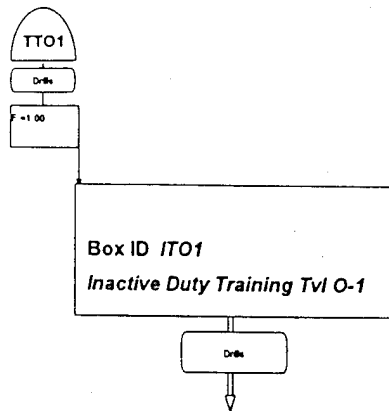 TTO1
Drills
F =1.00
Box ID ITO1
Inactive Duty Training Tvl O-1
Drills